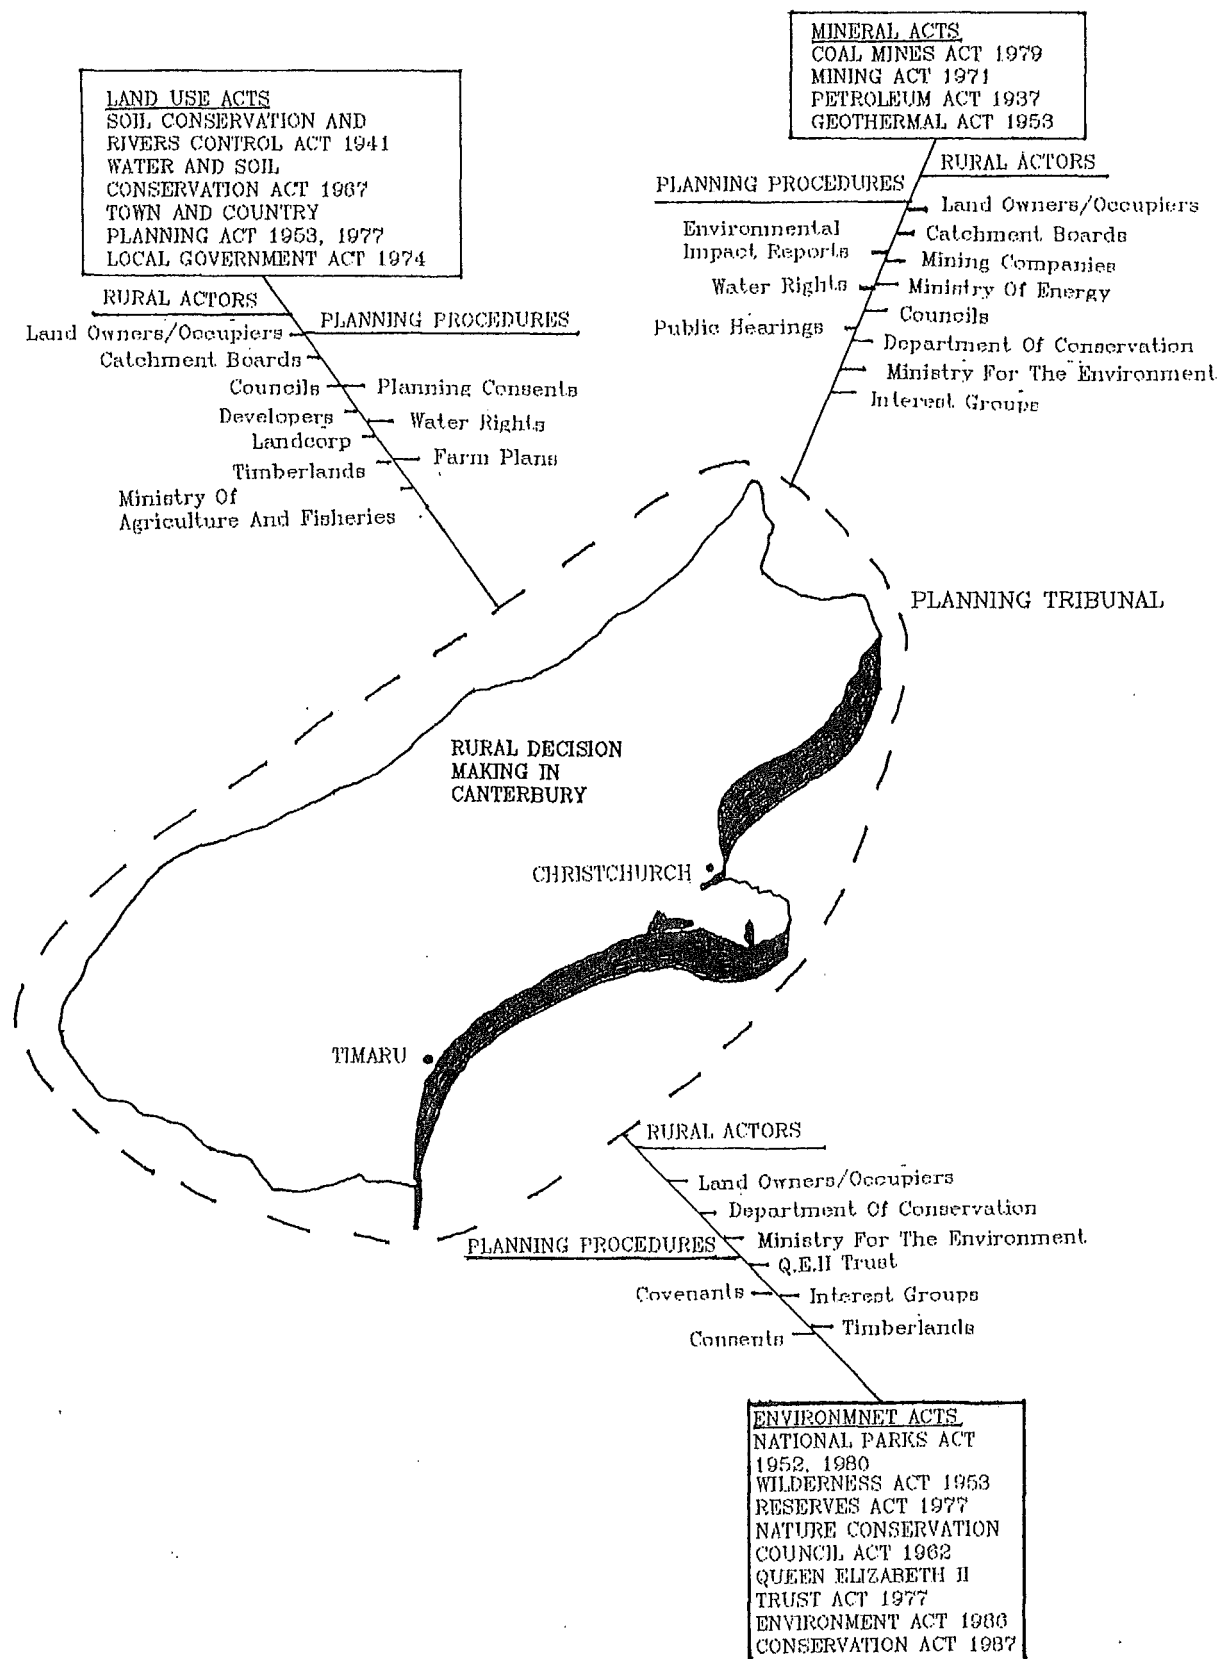 MINERAL ACTS
COAL MINES ACT 1979
MINING ACT 1971
PETROLEUM ACT 1937
GEOTHERMAL ACT 1953
LAND USE ACTS
SOIL CONSERVATION AND
RIVERS CONTROL ACT 1941
WATER AND SOIL
CONSERVATION ACT 1967
TOWN AND COUNTRY
PLANNING ACT 1953, 1977
LOCAL GOVERNMENT ACT 1974
RURAL ACTORS
Land Owners/Occupiers
Catchment Boards
Councils
Developers
Landcorp
Timberlands
Ministry Of
Agriculture And Fisheries
PLANNING PROCEDURES
Planning Consents
Water Rights
Farm Plans
PLANNING PROCEDURES
Environmental
Impact Reports
Water Rights
Public Hearings
RURAL ACTORS
Land Owners/Occupiers
Catchment Boards
Mining Companies
Ministry Of Energy
Councils
Department Of Conservation
Ministry For The Environment
Interest Groups
PLANNING TRIBUNAL
RURAL DECISION
MAKING IN
CANTERBURY
CHRISTCHURCH
TIMARU
RURAL ACTORS
Land Owners/Occupiers
Department Of Conservation
Ministry For The Environment
Q.E.II Trust
Interest Groups
Timberlands
PLANNING PROCEDURES
Covenants
Consents
ENVIRONMNET ACTS
NATIONAL PARKS ACT
1952, 1980
WILDERNESS ACT 1953
RESERVES ACT 1977
NATURE CONSERVATION
COUNCIL ACT 1962
QUEEN ELIZABETH II
TRUST ACT 1977
ENVIRONMENT ACT 1986
CONSERVATION ACT 1987